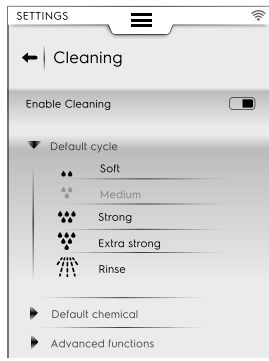 SETTINGS
Cleaning
Enable Cleaning
Default cycle
Soft
Medium
Strong
Extra strong
Rinse
Default chemical
Advanced functions